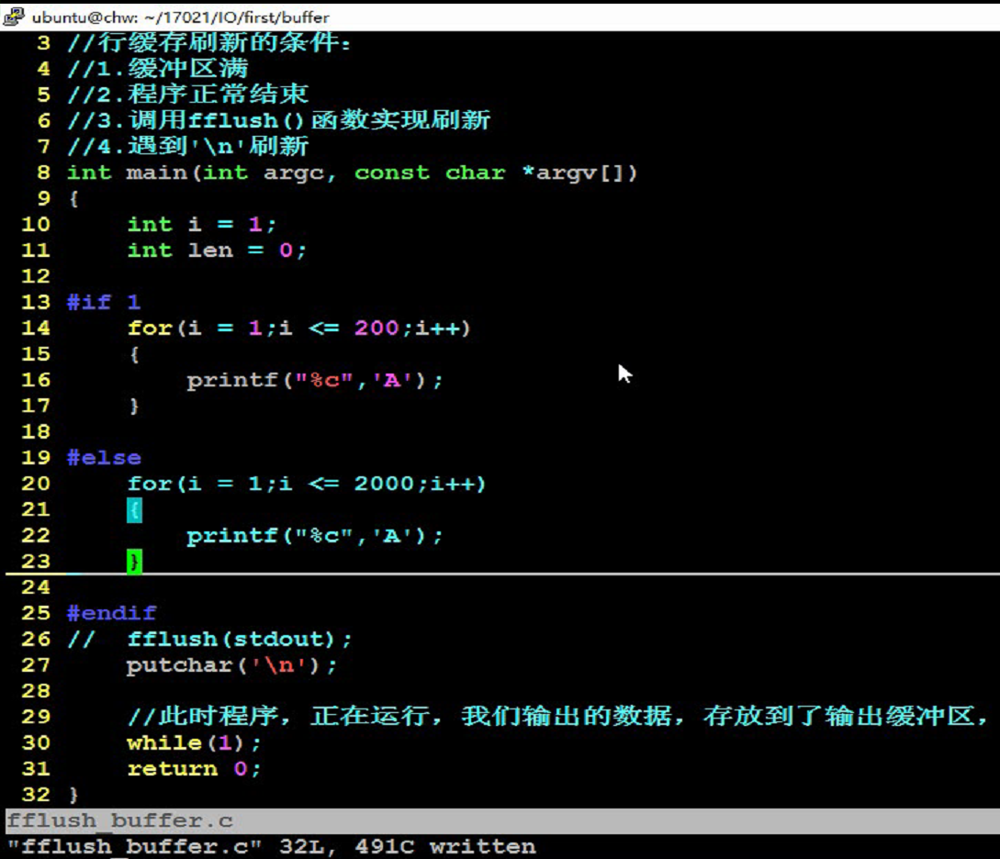 ubuntu@chw: ~/17021/IO/first/buffer
3 //行缓存刷新的条件:
4 //1.缓冲区满
5 //2.程序正常结束
6 //3.调用fflush()函数实现刷新
7 //4.遇到'\n'刷新
8 int main(int argc, const char *argv[])
9 {
10     int i = 1;
11     int len = 0;
12
13 #if 1
14     for(i = 1;i <= 200;i++)
15     {
16         printf("%c",'A');
17     }
18
19 #else
20     for(i = 1;i <= 2000;i++)
21     {
22         printf("%c",'A');
23     }
24
25 #endif
26 //  fflush(stdout);
27     putchar('\n');
28
29     //此时程序，正在运行，我们输出的数据，存放到了输出缓冲区，
30     while(1);
31     return 0;
32 }
fflush_buffer.c
"fflush_buffer.c" 32L, 491C written